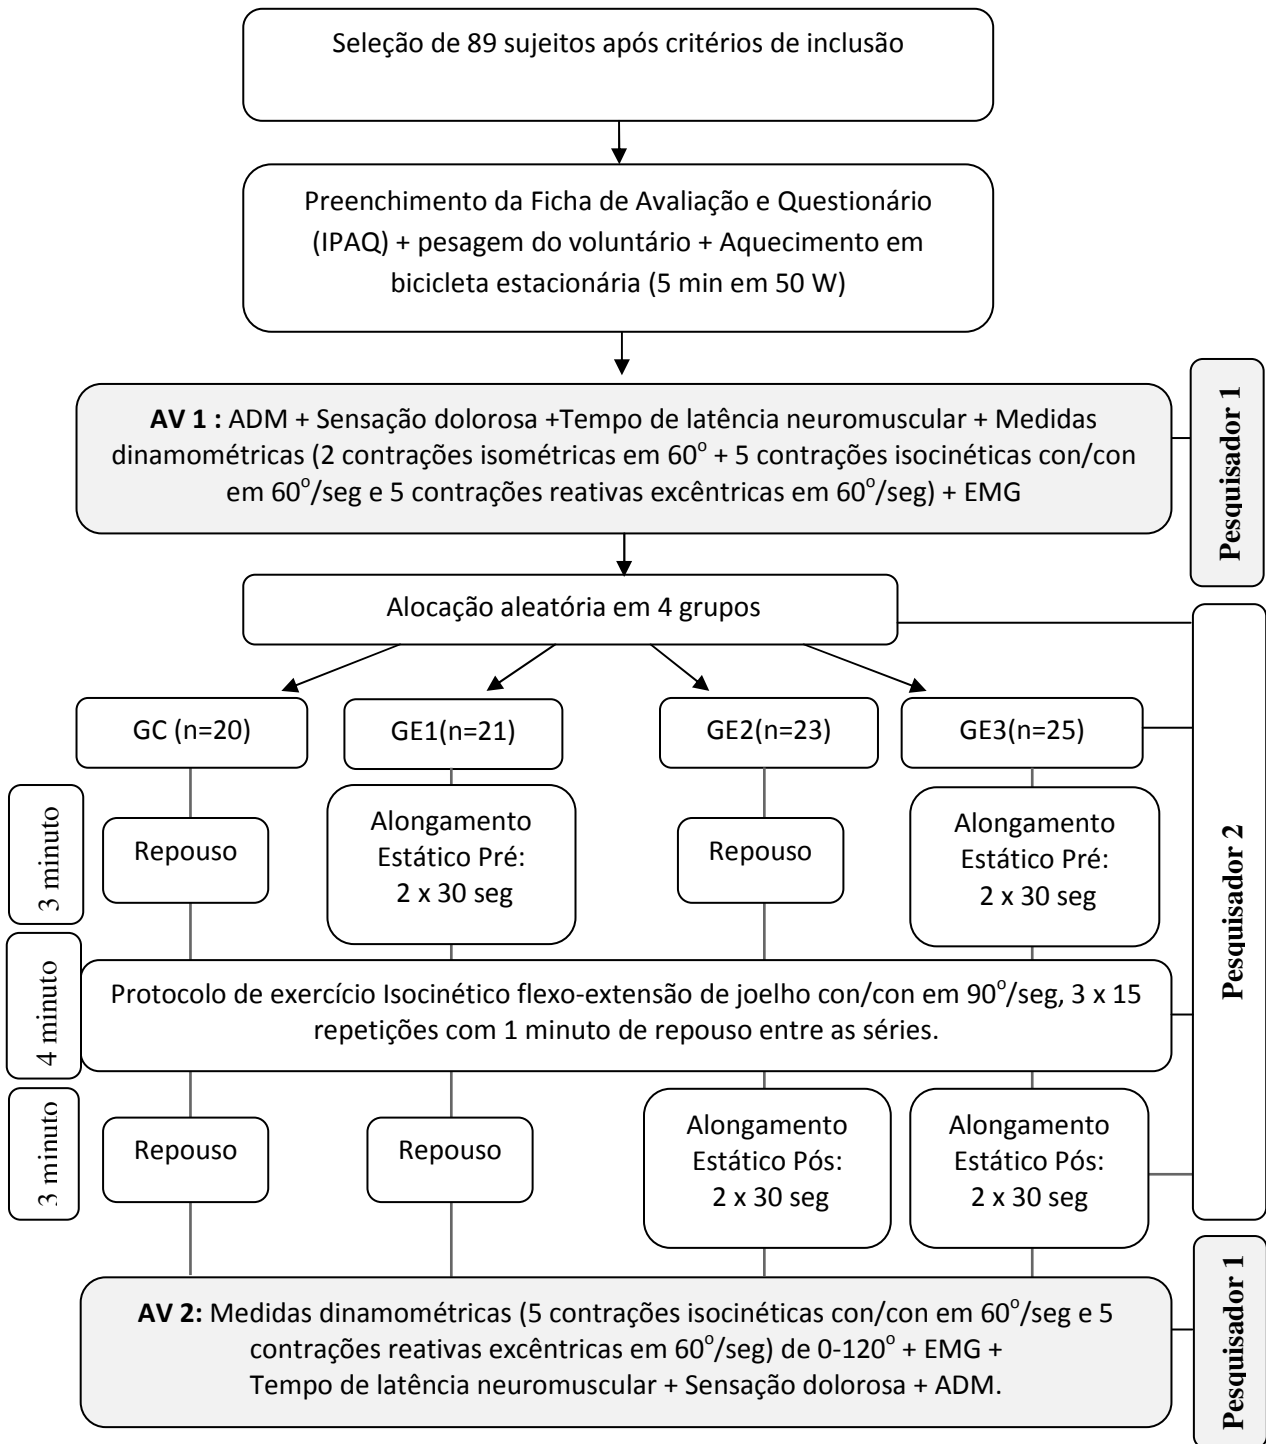 Seleção de 89 sujeitos após critérios de inclusão
Preenchimento da Ficha de Avaliação e Questionário
(IPAQ) + pesagem do voluntário + Aquecimento em
bicicleta estacionária (5 min em 50 W)
AV 1 : ADM + Sensação dolorosa +Tempo de latência neuromuscular + Medidas
dinamométricas (2 contrações isométricas em 60° + 5 contrações isocinéticas con/con
em 60°/seg e 5 contrações reativas excêntricas em 60°/seg) + EMG
Pesquisador 1
Alocação aleatória em 4 grupos
GC (n=20)
GE1(n=21)
GE2(n=23)
GE3(n=25)
Pesquisador 2
3 minuto
Repouso
Alongamento
Estático Pré:
2 x 30 seg
Repouso
Alongamento
Estático Pré:
2 x 30 seg
4 minuto
Protocolo de exercício Isocinético flexo-extensão de joelho con/con em 90°/seg, 3 x 15
repetições com 1 minuto de repouso entre as séries.
3 minuto
Repouso
Repouso
Alongamento
Estático Pós:
2 x 30 seg
Alongamento
Estático Pós:
2 x 30 seg
AV 2: Medidas dinamométricas (5 contrações isocinéticas con/con em 60°/seg e 5
contrações reativas excêntricas em 60°/seg) de 0-120° + EMG +
Tempo de latência neuromuscular + Sensação dolorosa + ADM.
Pesquisador 1